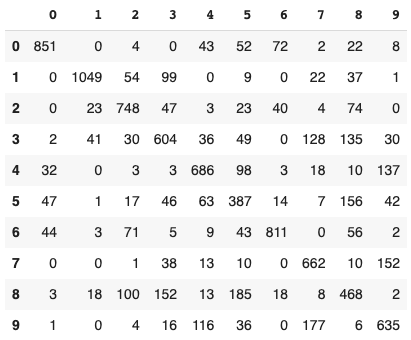 0 1 2 3 4 5 6 7 8 9
0 851 0 4 0 43 52 72 2 22 8
1 0 1049 54 99 0 9 0 22 37 1
2 0 23 748 47 3 23 40 4 74 0
3 2 41 30 604 36 49 0 128 135 30
4 32 0 3 3 686 98 3 18 10 137
5 47 1 17 46 63 387 14 7 156 42
6 44 3 71 5 9 43 811 0 56 2
7 0 0 1 38 13 10 0 662 10 152
8 3 18 100 152 13 185 18 8 468 2
9 1 0 4 16 116 36 0 177 6 635